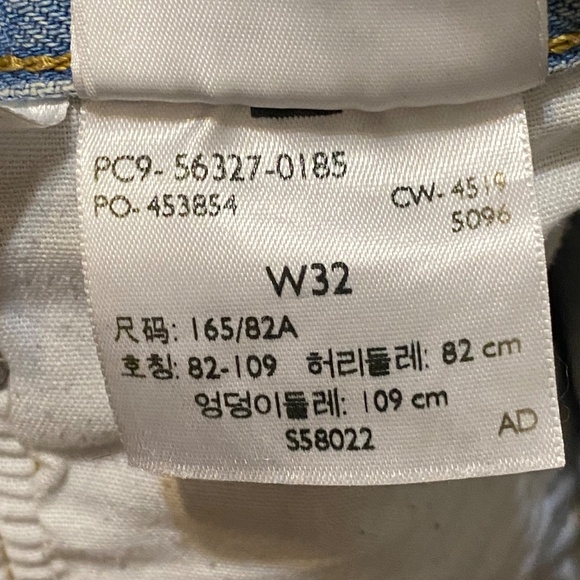 PC9- 56327-0185
PO- 453854 CW- 4519
5096
W32
尺码: 165/82A
호칭: 82-109 허리둘레: 82 cm
엉덩이둘레: 109 cm
S58022 AD